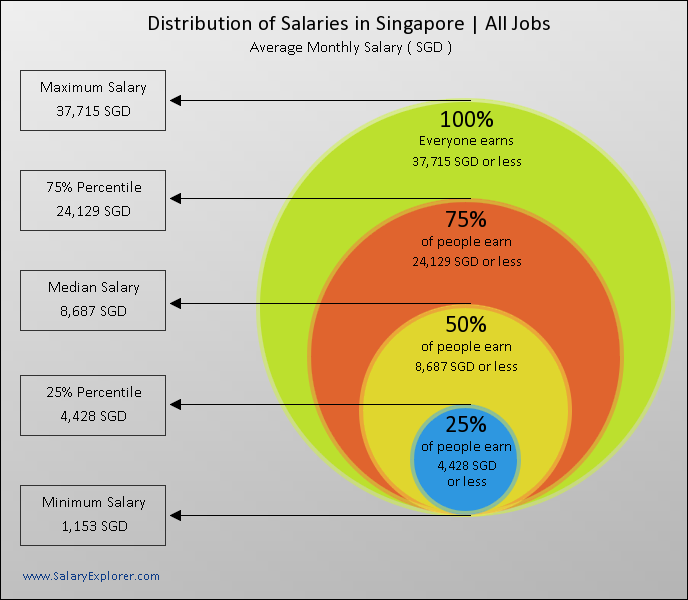 Distribution of Salaries in Singapore | All Jobs
Average Monthly Salary ( SGD )
Maximum Salary
37,715 SGD
75% Percentile
24,129 SGD
Median Salary
8,687 SGD
25% Percentile
4,428 SGD
Minimum Salary
1,153 SGD
100%
Everyone earns
37,715 SGD or less
75%
of people earn
24,129 SGD or less
50%
of people earn
8,687 SGD or less
25%
of people earn
4,428 SGD
or less
www.SalaryExplorer.com